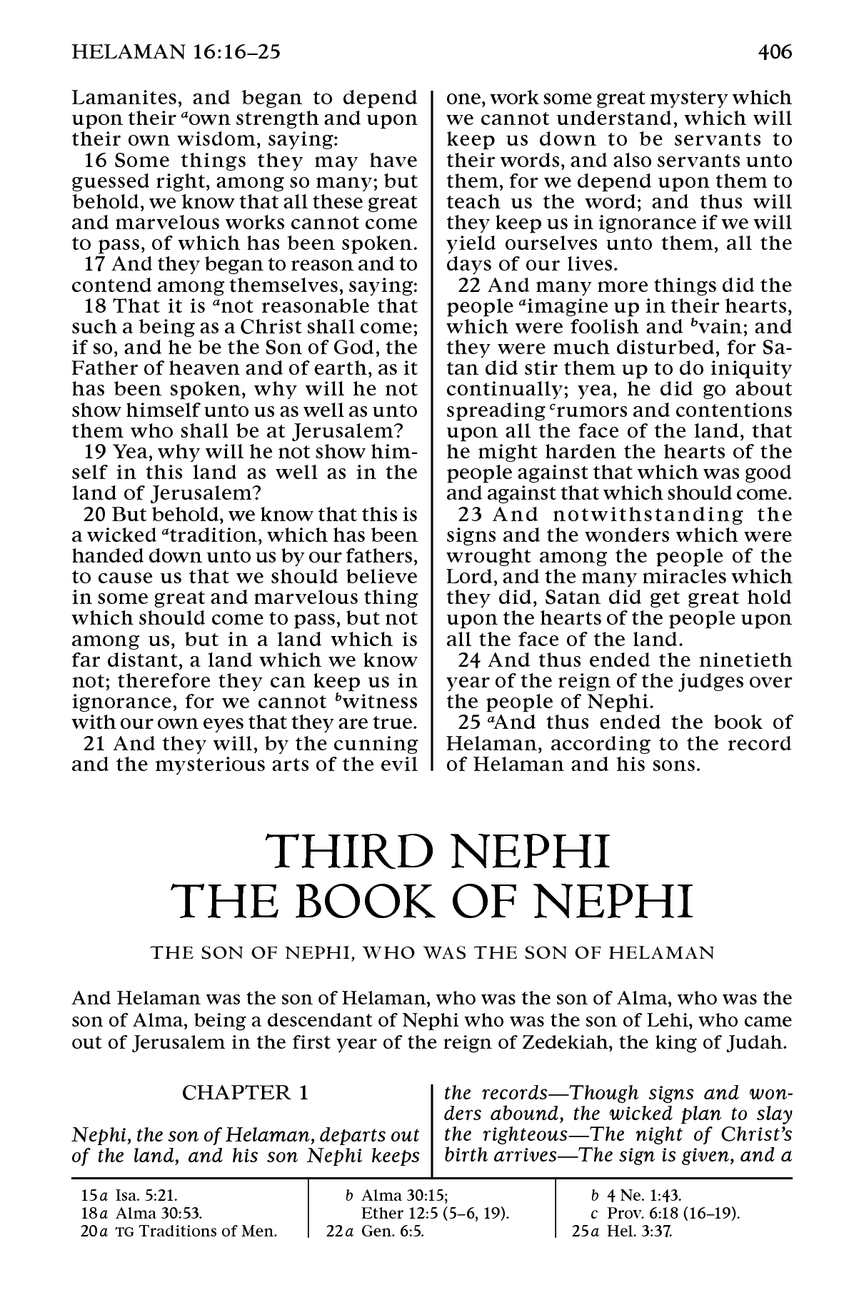 HELAMAN 16:16–25
406
Lamanites, and began to depend
upon their ᵃown strength and upon
their own wisdom, saying:
16 Some things they may have
guessed right, among so many; but
behold, we know that all these great
and marvelous works cannot come
to pass, of which has been spoken.
17 And they began to reason and to
contend among themselves, saying:
18 That it is ᵃnot reasonable that
such a being as a Christ shall come;
if so, and he be the Son of God, the
Father of heaven and of earth, as it
has been spoken, why will he not
show himself unto us as well as unto
them who shall be at Jerusalem?
19 Yea, why will he not show him-
self in this land as well as in the
land of Jerusalem?
20 But behold, we know that this is
a wicked ᵃtradition, which has been
handed down unto us by our fathers,
to cause us that we should believe
in some great and marvelous thing
which should come to pass, but not
among us, but in a land which is
far distant, a land which we know
not; therefore they can keep us in
ignorance, for we cannot ᵇwitness
with our own eyes that they are true.
21 And they will, by the cunning
and the mysterious arts of the evil
one, work some great mystery which
we cannot understand, which will
keep us down to be servants to
their words, and also servants unto
them, for we depend upon them to
teach us the word; and thus will
they keep us in ignorance if we will
yield ourselves unto them, all the
days of our lives.
22 And many more things did the
people ᵃimagine up in their hearts,
which were foolish and ᵇvain; and
they were much disturbed, for Sa-
tan did stir them up to do iniquity
continually; yea, he did go about
spreading ᶜrumors and contentions
upon all the face of the land, that
he might harden the hearts of the
people against that which was good
and against that which should come.
23 And notwithstanding the
signs and the wonders which were
wrought among the people of the
Lord, and the many miracles which
they did, Satan did get great hold
upon the hearts of the people upon
all the face of the land.
24 And thus ended the ninetieth
year of the reign of the judges over
the people of Nephi.
25 ᵃAnd thus ended the book of
Helaman, according to the record
of Helaman and his sons.
THIRD NEPHI
THE BOOK OF NEPHI
THE SON OF NEPHI, WHO WAS THE SON OF HELAMAN
And Helaman was the son of Helaman, who was the son of Alma, who was the
son of Alma, being a descendant of Nephi who was the son of Lehi, who came
out of Jerusalem in the first year of the reign of Zedekiah, the king of Judah.
CHAPTER 1
Nephi, the son of Helaman, departs out
of the land, and his son Nephi keeps
the records—Though signs and won-
ders abound, the wicked plan to slay
the righteous—The night of Christ's
birth arrives—The sign is given, and a
15a Isa. 5:21.
18a Alma 30:53.
20a TG Traditions of Men.
b Alma 30:15;
Ether 12:5 (5–6, 19).
22a Gen. 6:5.
b 4 Ne. 1:43.
c Prov. 6:18 (16–19).
25a Hel. 3:37.